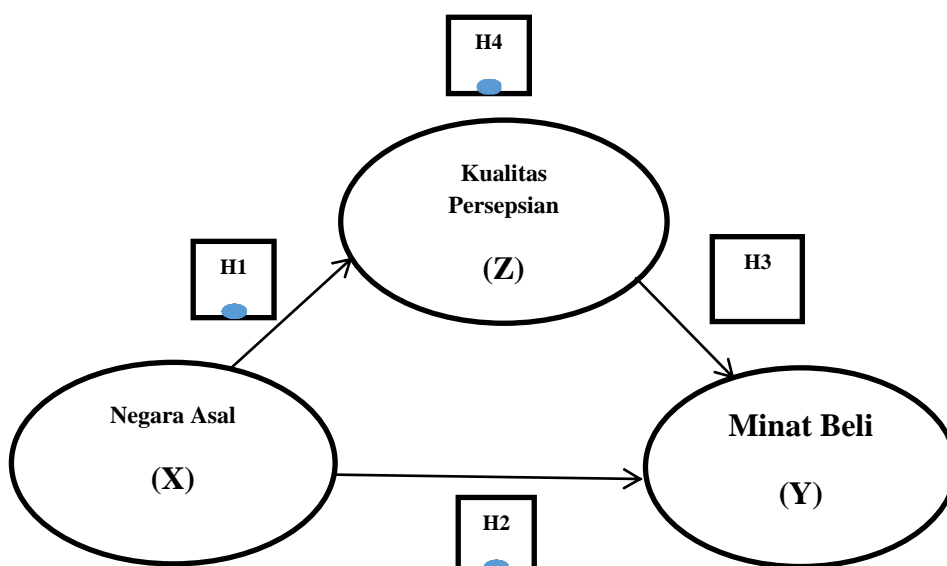 H4
Kualitas
Persepsian
(Z)
H1
H3
Negara Asal
(X)
Minat Beli
(Y)
H2